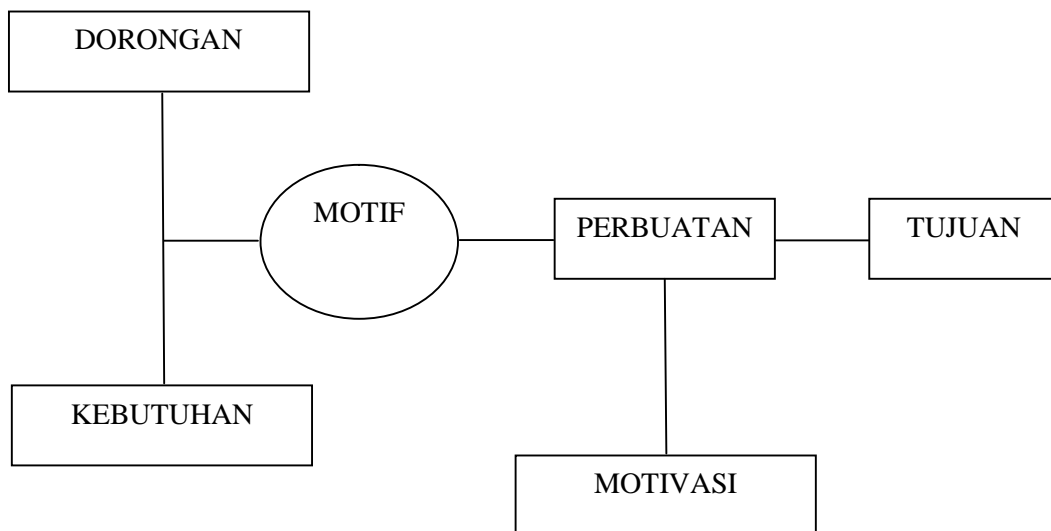 DORONGAN
MOTIF
PERBUATAN
TUJUAN
KEBUTUHAN
MOTIVASI